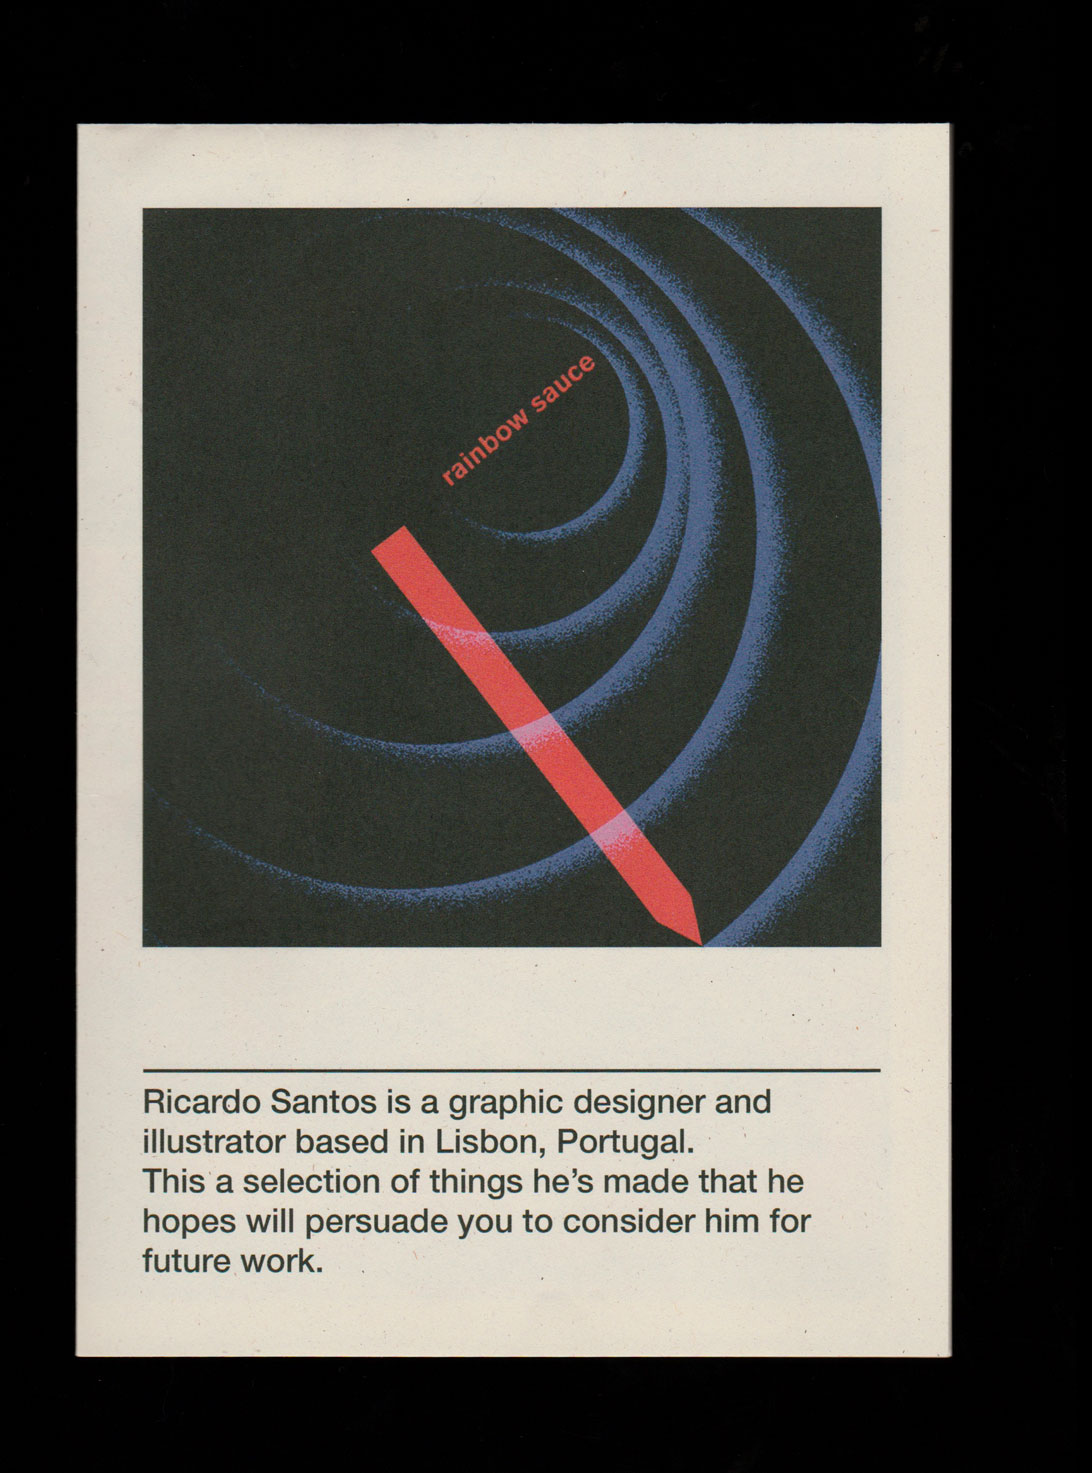 rainbow sauce
Ricardo Santos is a graphic designer and
illustrator based in Lisbon, Portugal.
This a selection of things he’s made that he
hopes will persuade you to consider him for
future work.